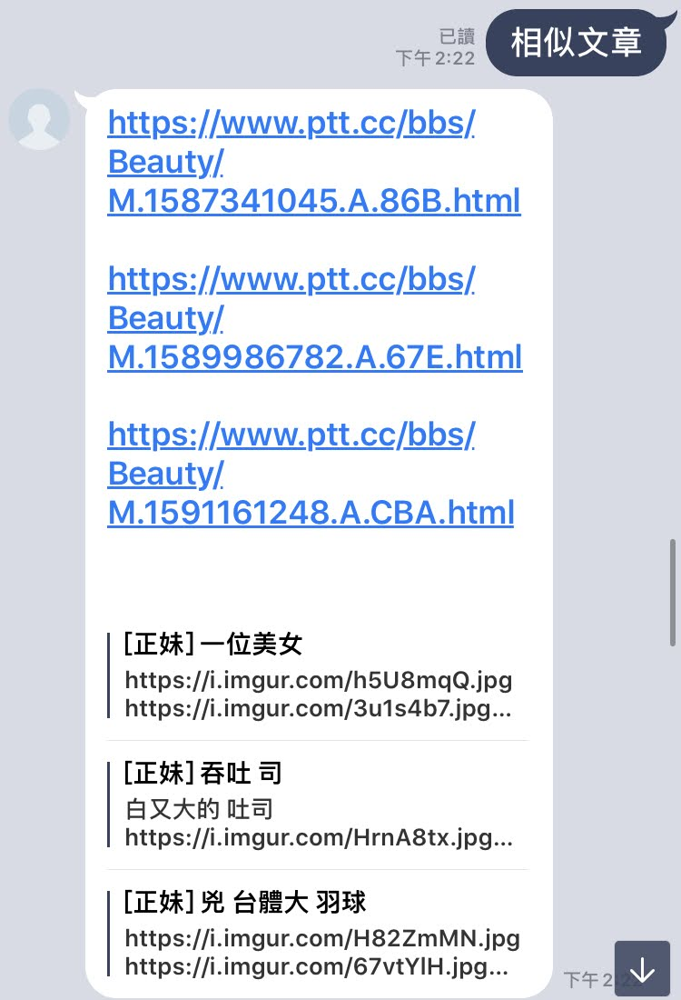 相似文章
已讀
下午 2:22
https://www.ptt.cc/bbs/
Beauty/
M.1587341045.A.86B.html
https://www.ptt.cc/bbs/
Beauty/
M.1589986782.A.67E.html
https://www.ptt.cc/bbs/
Beauty/
M.1591161248.A.CBA.html
[正妹] 一位美女
https://i.imgur.com/h5U8mqQ.jpg
https://i.imgur.com/3u1s4b7.jpg...
[正妹] 吞吐 司
白又大的 吐司
https://i.imgur.com/HrnA8tx.jpg...
[正妹] 兇 台體大 羽球
https://i.imgur.com/H82ZmMN.jpg
https://i.imgur.com/67vtYlH.jpg...
下午 2:22